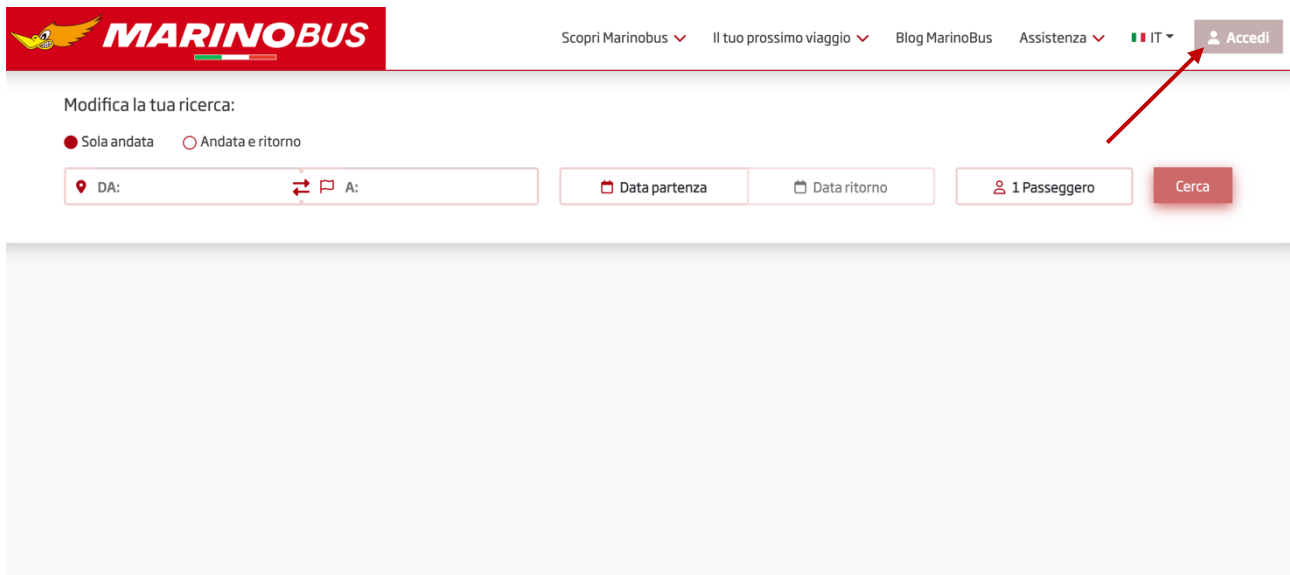 MARINOBUS
Scopri Marinobus Il tuo prossimo viaggio Blog MarinoBus Assistenza IT Accedi
Modifica la tua ricerca:
Sola andata Andata e ritorno
DA: A: Data partenza Data ritorno 1 Passeggero Cerca